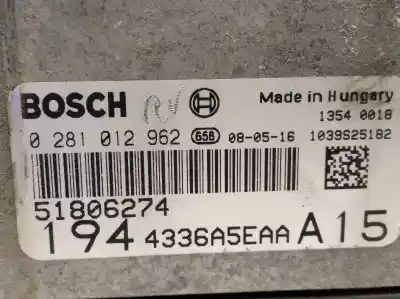 BOSCH RV Made in Hungary
1354 0018
0 281 012 962 658 08-05-16 1039S25182
51806274
194 4336A5EAA A15